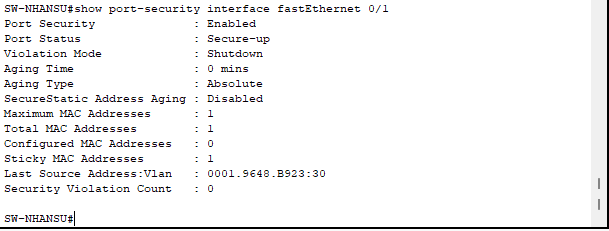 SW-NHANSU#show port-security interface fastEthernet 0/1
Port Security : Enabled
Port Status : Secure-up
Violation Mode : Shutdown
Aging Time : 0 mins
Aging Type : Absolute
SecureStatic Address Aging : Disabled
Maximum MAC Addresses : 1
Total MAC Addresses : 1
Configured MAC Addresses : 0
Sticky MAC Addresses : 1
Last Source Address:Vlan : 0001.9648.B923:30
Security Violation Count : 0
SW-NHANSU#